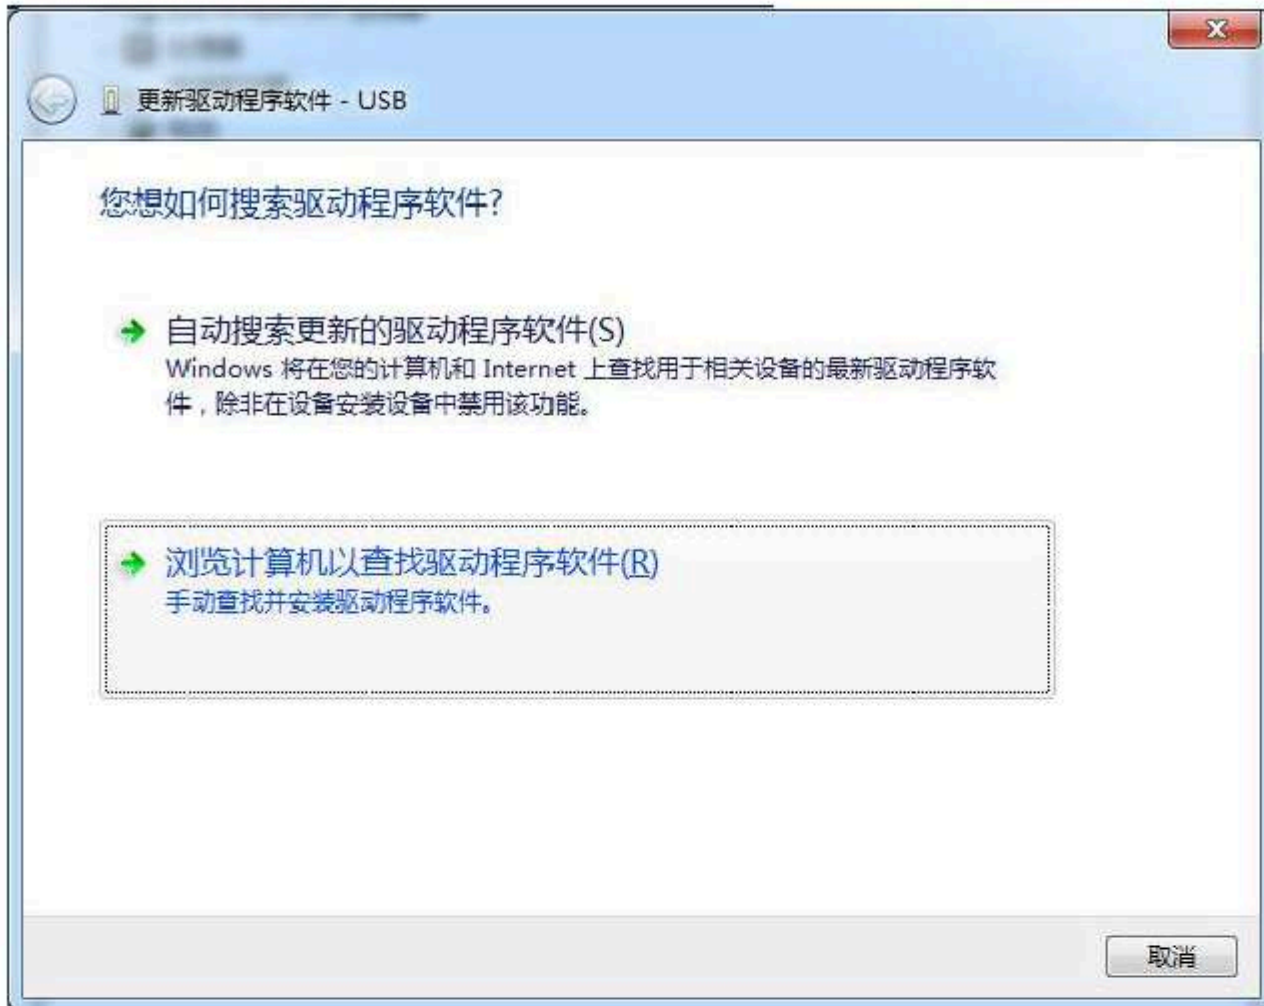 更新驱动程序软件 - USB
您想如何搜索驱动程序软件?
自动搜索更新的驱动程序软件(S)
Windows 将在您的计算机和 Internet 上查找用于相关设备的最新驱动程序软
件，除非在设备安装设备中禁用该功能。
浏览计算机以查找驱动程序软件(R)
手动查找并安装驱动程序软件。
取消